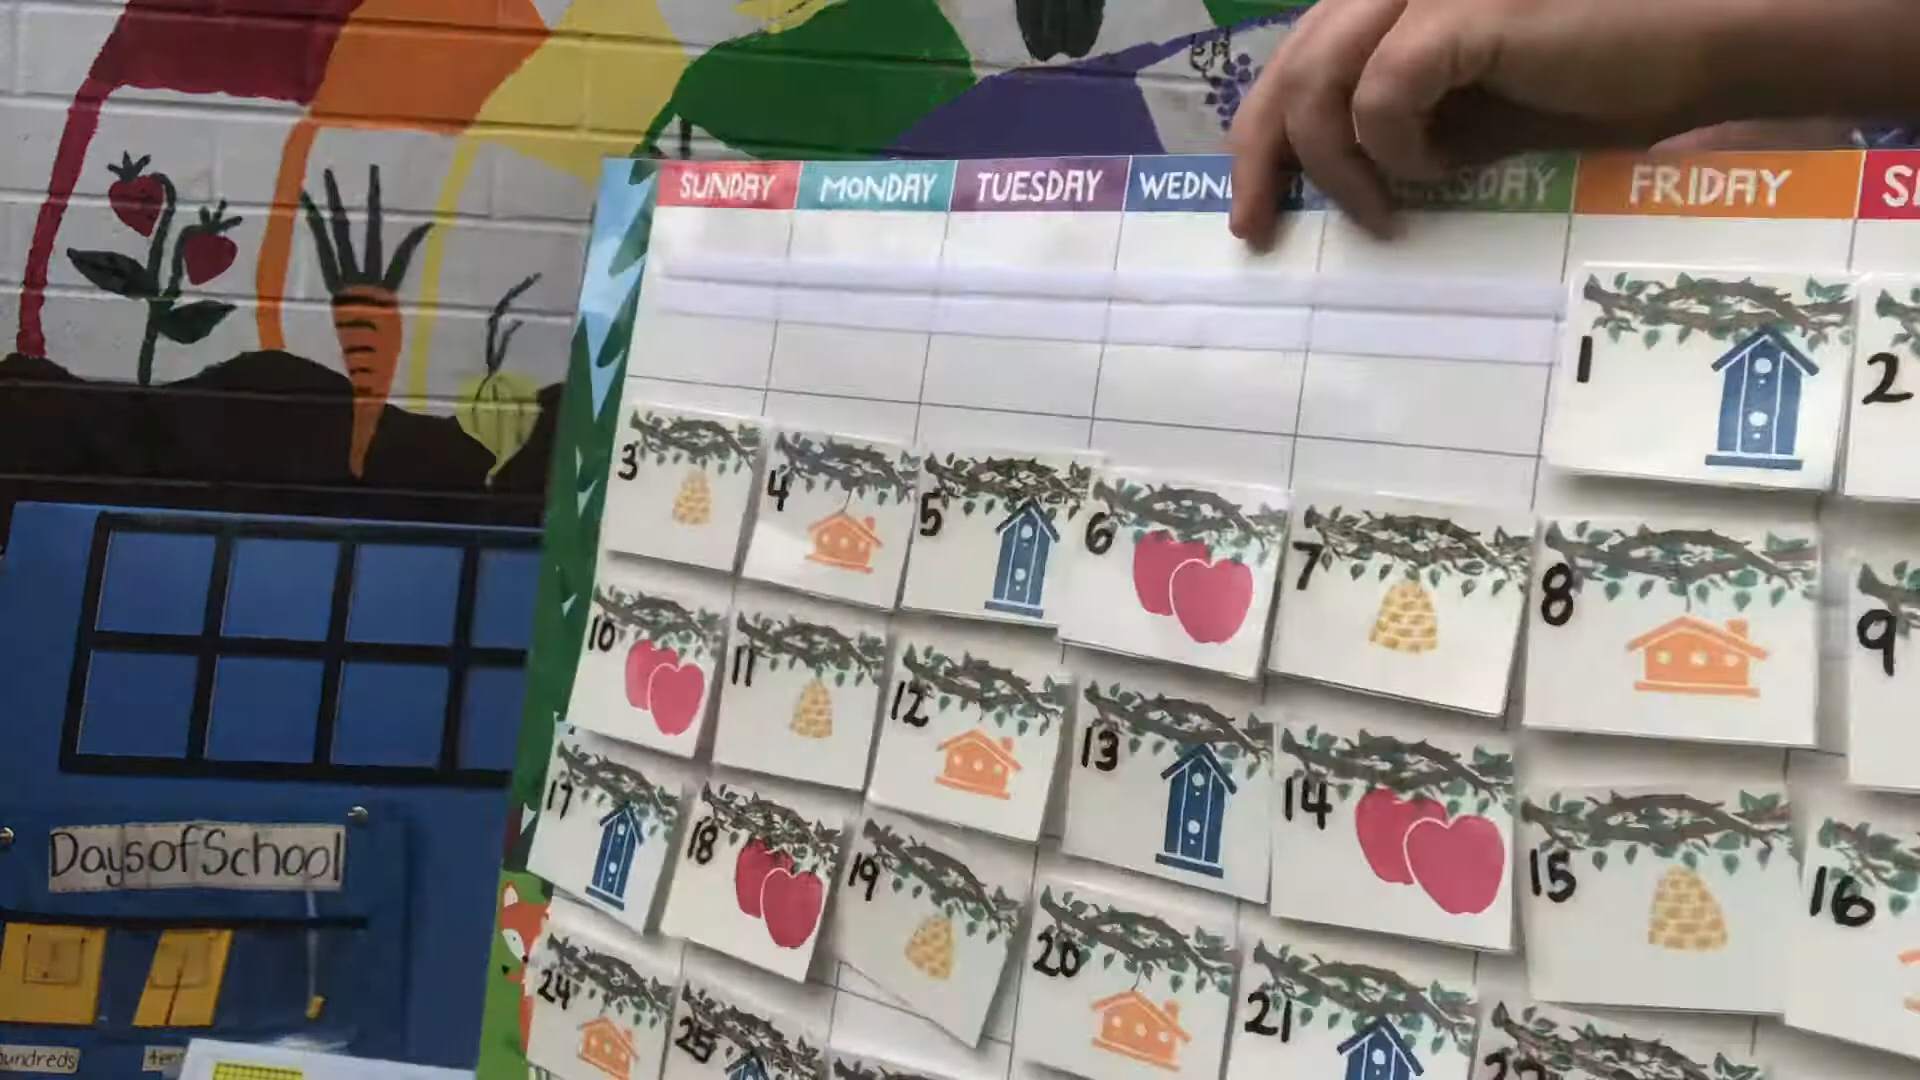 SUNDAY MONDAY TUESDAY FRIDAY
1 2
3 4 5 6 7 8 9
10 11 12 13 14 15 16
17 18 19 20 21
24 25
Days of School